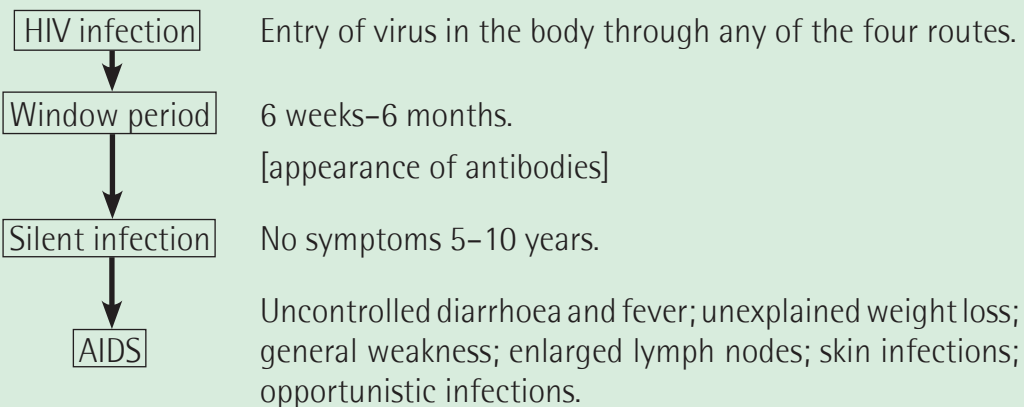 HIV infection
Entry of virus in the body through any of the four routes.
Window period
6 weeks–6 months.
[appearance of antibodies]
Silent infection
No symptoms 5–10 years.
AIDS
Uncontrolled diarrhoea and fever; unexplained weight loss;
general weakness; enlarged lymph nodes; skin infections;
opportunistic infections.